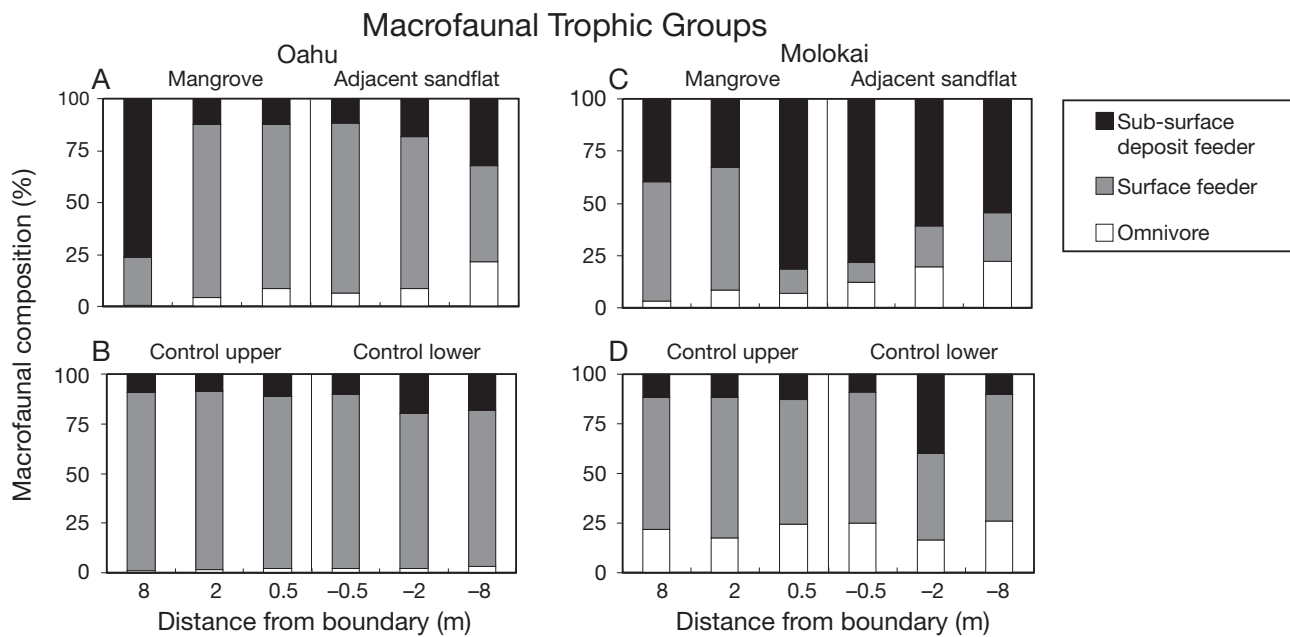 Macrofaunal Trophic Groups
Oahu
Molokai
A
Mangrove
Adjacent sandflat
100
75
50
25
0
B
Control upper
Control lower
100
75
50
25
0
8
2
0.5
–0.5
–2
–8
Distance from boundary (m)
Macrofaunal composition (%)
C
Mangrove
Adjacent sandflat
100
75
50
25
0
D
Control upper
Control lower
100
75
50
25
0
8
2
0.5
–0.5
–2
–8
Distance from boundary (m)
Sub-surface
deposit feeder
Surface feeder
Omnivore